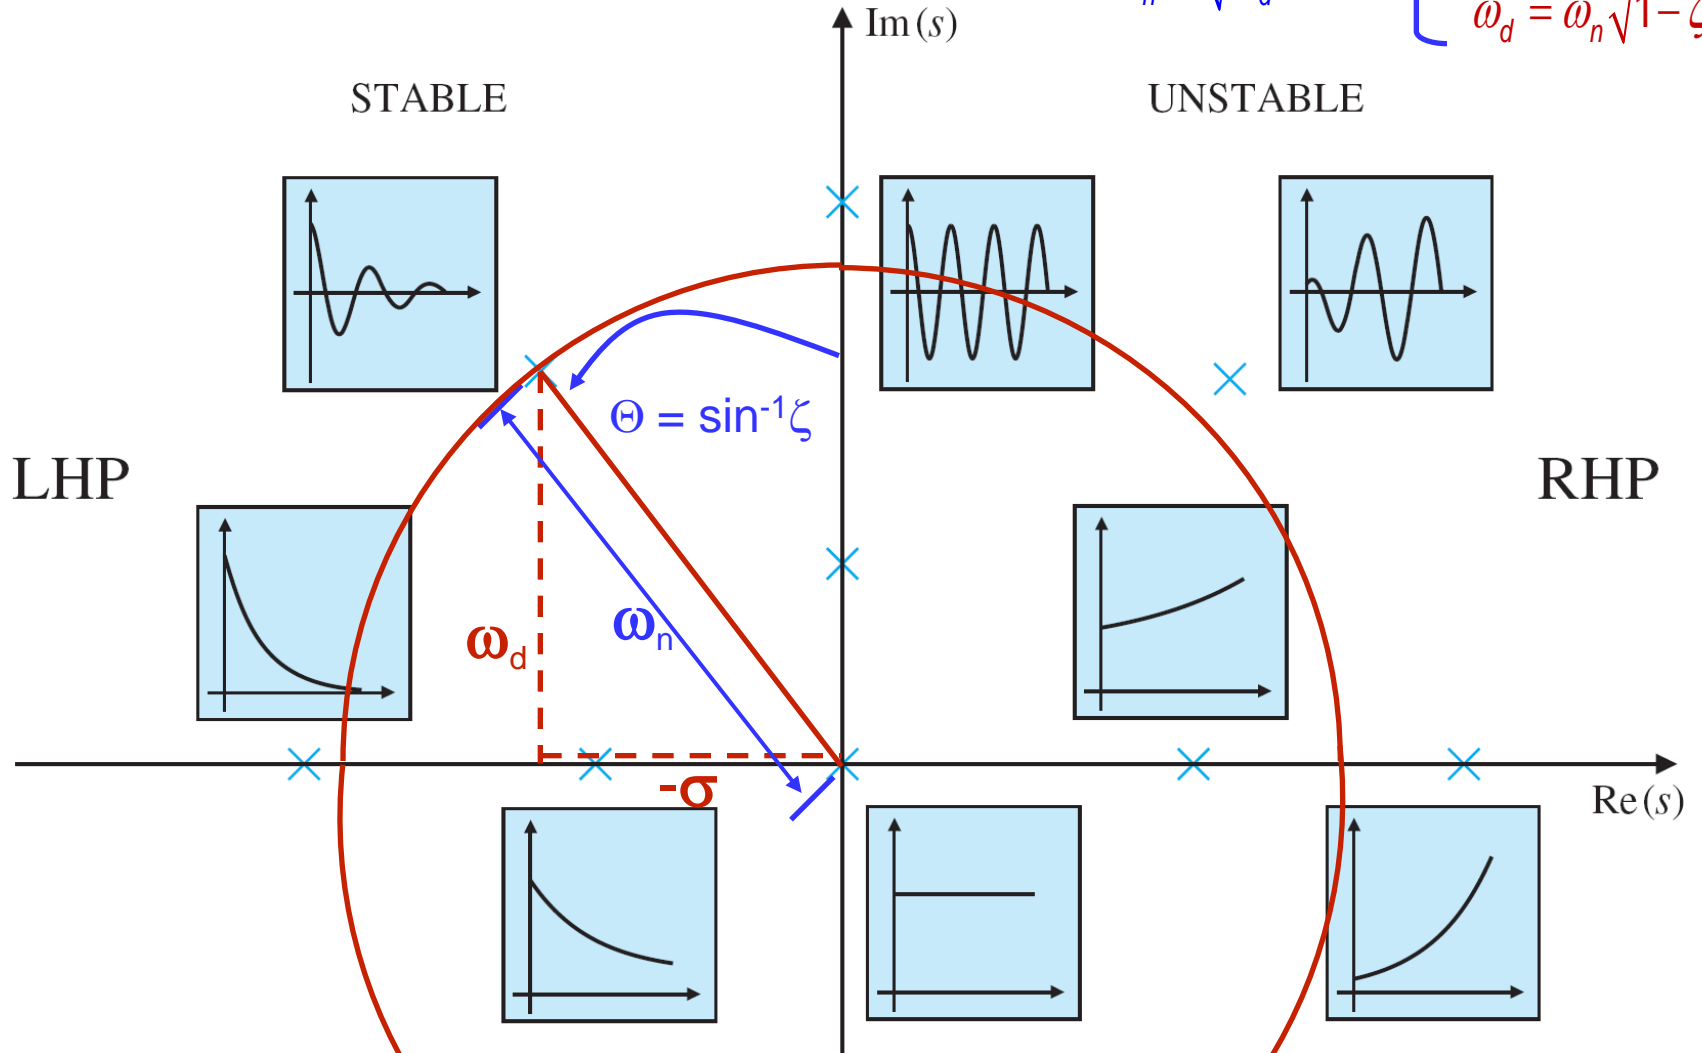 Im (s)
ω_d = ω_n√1−ζ
STABLE
UNSTABLE
Θ = sin⁻¹ζ
LHP
RHP
ω_d
ω_n
-σ
Re (s)